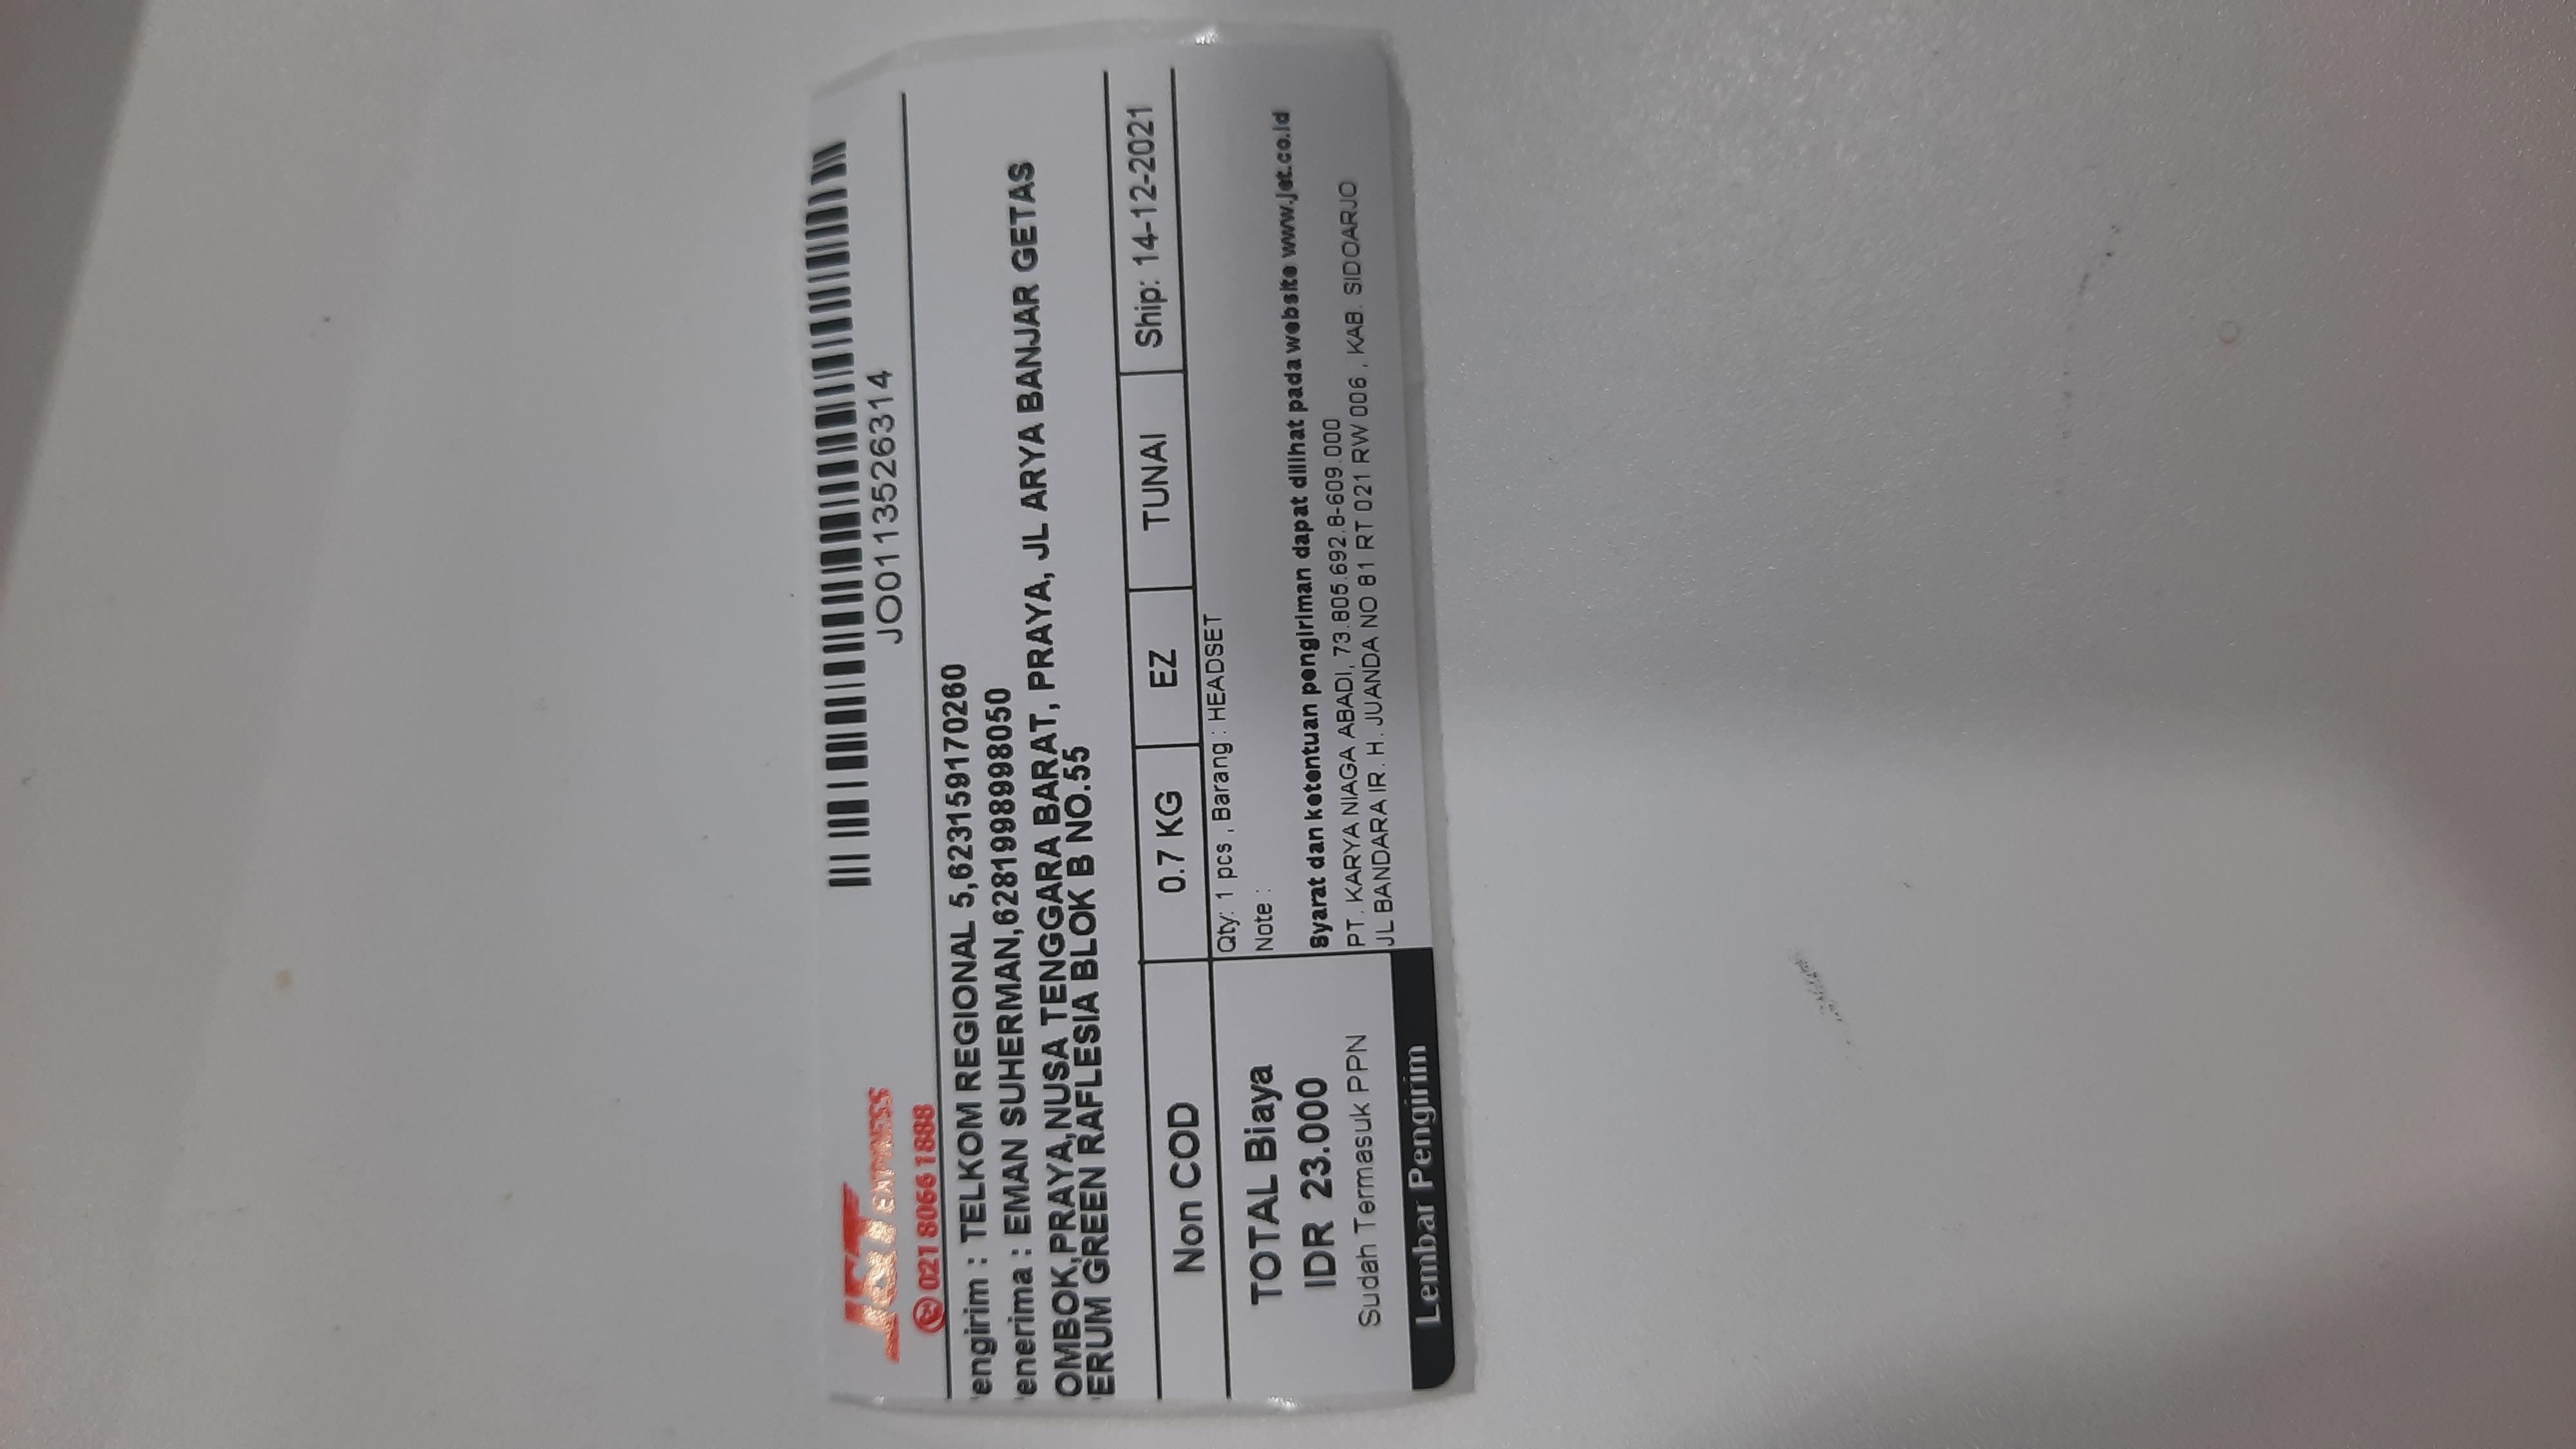 J&T EXPRESS
021 8066 1888
JO0113526314
engirim : TELKOM REGIONAL 5,623159170260
enerima : EMAN SUHERMAN,6281998998050
OMBOK,PRAYA,NUSA TENGGARA BARAT, PRAYA, JL ARYA BANJAR GETAS
ERUM GREEN RAFLESIA BLOK B NO.55
Non COD
0.7 KG
EZ
TUNAI
Ship: 14-12-2021
TOTAL Biaya
IDR 23.000
Sudah Termasuk PPN
Lembar Pengirim
Qty: 1 pcs , Barang : HEADSET
Note :
Syarat dan ketentuan pengiriman dapat dilihat pada website www.jet.co.id
PT. KARYA NIAGA ABADI, 73.805.692.8-609.000
JL BANDARA IR. H. JUANDA NO 81 RT 021 RW 006 , KAB. SIDOARJO